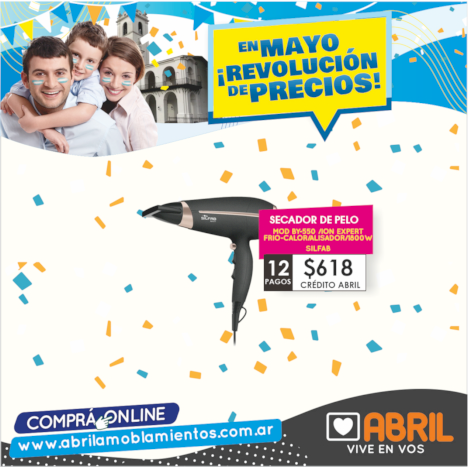 EN MAYO
¡REVOLUCIÓN
DE PRECIOS!
SILFAB
SECADOR DE PELO
MOD BY-550 /ION EXPERT
FRIO-CALOR/ALISADOR/1800W
SILFAB
12
PAGOS
$618
CRÉDITO ABRIL
COMPRÁ ONLINE
www.abrilamoblamientos.com.ar
ABRIL
VIVE EN VOS